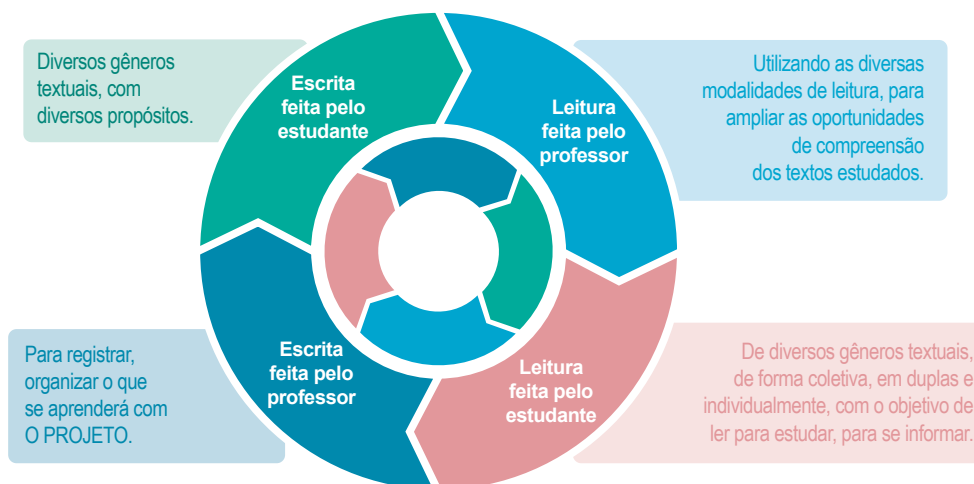 Diversos gêneros
textuais, com
diversos propósitos.
Escrita
feita pelo
estudante
Leitura
feita pelo
professor
Utilizando as diversas
modalidades de leitura, para
ampliar as oportunidades
de compreensão
dos textos estudados.
Para registrar,
organizar o que
se aprenderá com
O PROJETO.
Escrita
feita pelo
professor
Leitura
feita pelo
estudante
De diversos gêneros textuais,
de forma coletiva, em duplas e
individualmente, com o objetivo de
ler para estudar, para se informar.